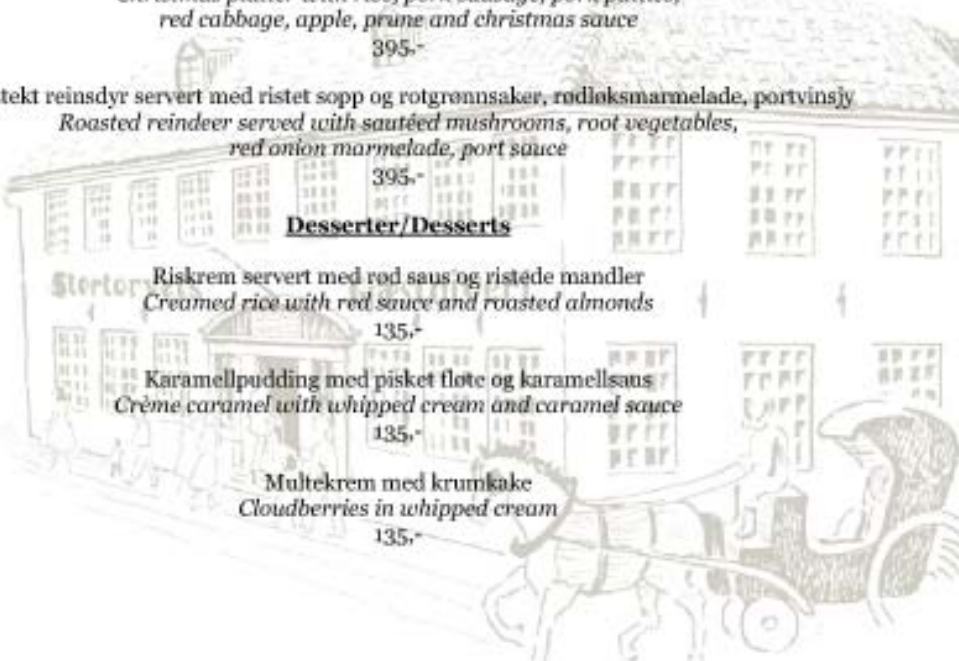 red cabbage, apple, prune and christmas sauce
395,-
tekt reinsdyr servert med ristet sopp og rotgrønnsaker, rødløksmarmelade, portvinsjy
Roasted reindeer served with sautéed mushrooms, root vegetables,
red onion marmelade, port sauce
395,-
Desserter/Desserts
Riskrem servert med rød saus og ristede mandler
Creamed rice with red sauce and roasted almonds
135,-
Karamellpudding med pisket fløte og karamellsaus
Crème caramel with whipped cream and caramel sauce
135,-
Multekrem med krumkake
Cloudberries in whipped cream
135,-